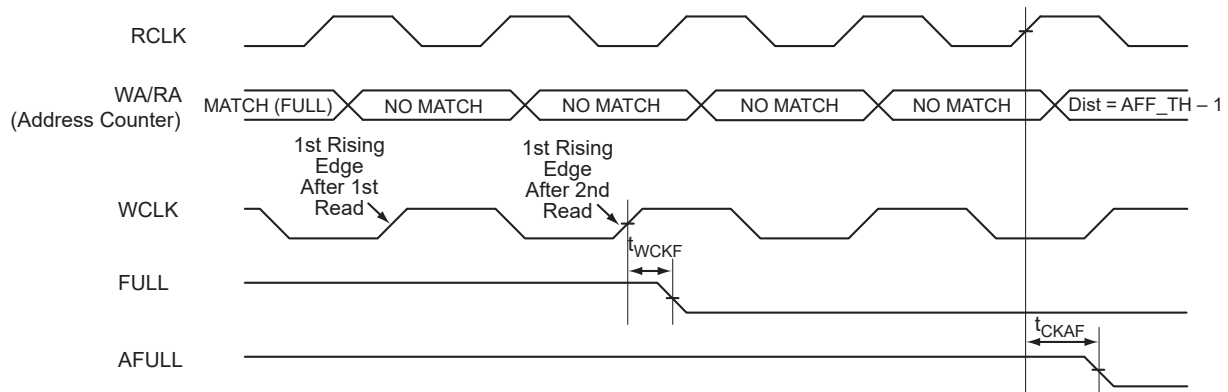 RCLK
WA/RA
(Address Counter)
MATCH (FULL)
NO MATCH
NO MATCH
NO MATCH
NO MATCH
Dist = AFF_TH – 1
1st Rising
Edge
After 1st
Read
1st Rising
Edge
After 2nd
Read
WCLK
tWCKF
FULL
tCKAF
AFULL